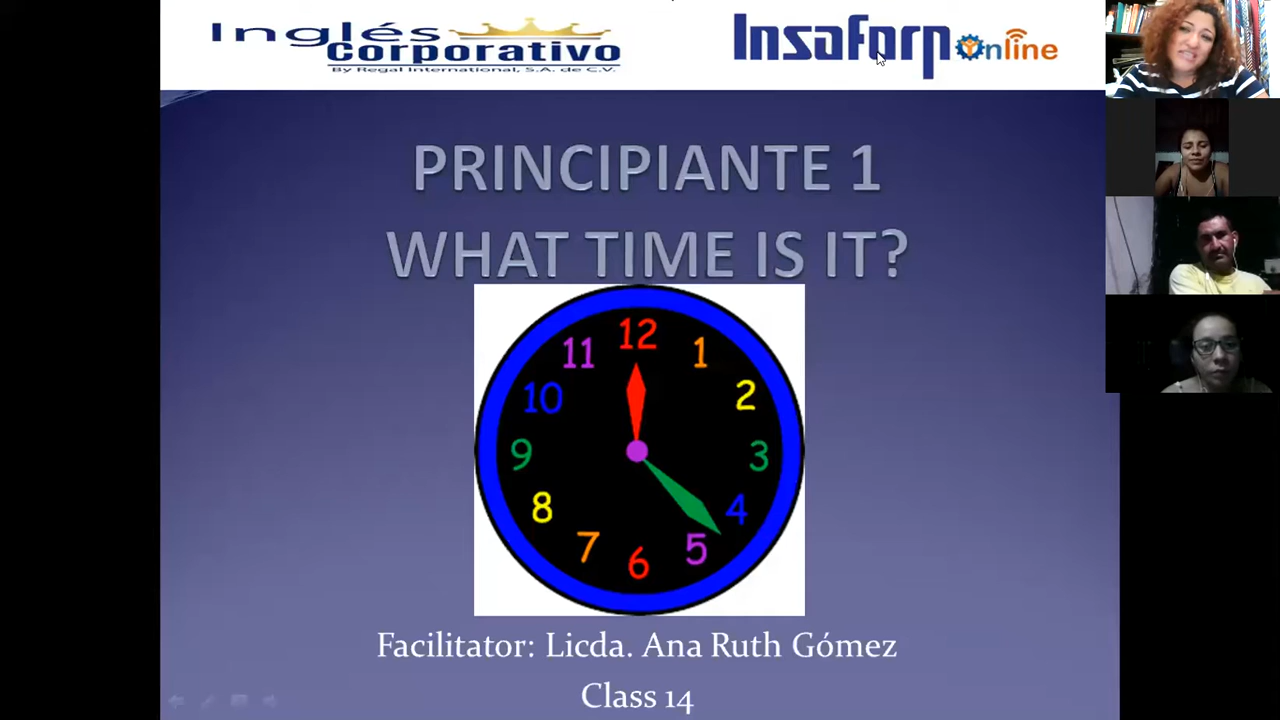 Inglés
Corporativo
By Regal International, S.A. de C.V.
Insaforp Online
PRINCIPIANTE 1
WHAT TIME IS IT?
12
11
1
10
2
9
3
8
4
7
5
6
Facilitator: Licda. Ana Ruth Gómez
Class 14